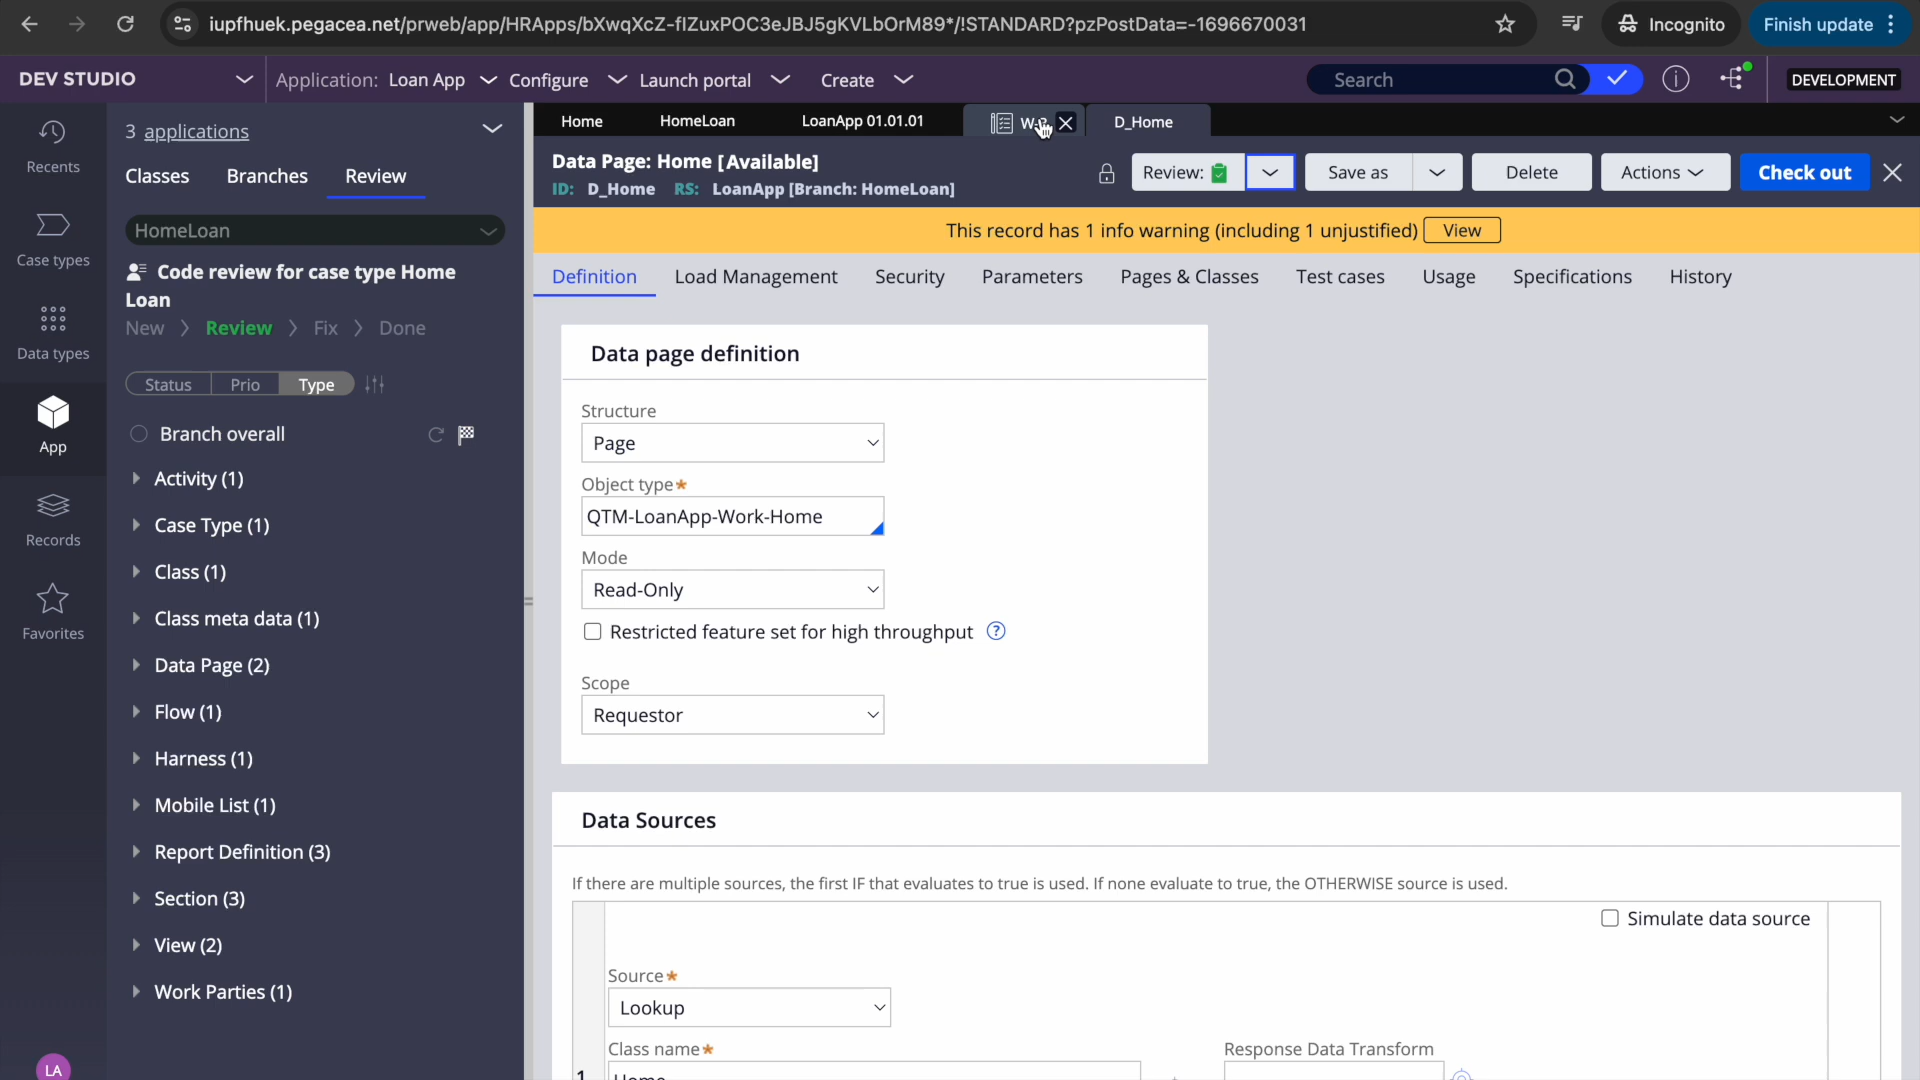 iupfhuek.pegacea.net/prweb/app/HRApps/bXwqXcZ-fIZuxPOC3eJBJ5gKVLbOrM89*/!STANDARD?pzPostData=-1696670031
Incognito
Finish update
DEV STUDIO
Application: Loan App
Configure
Launch portal
Create
Search
DEVELOPMENT
Recents
Case types
Data types
App
Records
Favorites
LA
3 applications
Classes
Branches
Review
HomeLoan
Code review for case type Home
Loan
New
Review
Fix
Done
Status
Prio
Type
Branch overall
Activity (1)
Case Type (1)
Class (1)
Class meta data (1)
Data Page (2)
Flow (1)
Harness (1)
Mobile List (1)
Report Definition (3)
Section (3)
View (2)
Work Parties (1)
Home
HomeLoan
LoanApp 01.01.01
D_Home
Data Page: Home [Available]
ID: D_Home RS: LoanApp [Branch: HomeLoan]
Review:
Save as
Delete
Actions
Check out
This record has 1 info warning (including 1 unjustified)
View
Definition
Load Management
Security
Parameters
Pages & Classes
Test cases
Usage
Specifications
History
Data page definition
Structure
Page
Object type*
QTM-LoanApp-Work-Home
Mode
Read-Only
Restricted feature set for high throughput ?
Scope
Requestor
Data Sources
If there are multiple sources, the first IF that evaluates to true is used. If none evaluate to true, the OTHERWISE source is used.
Simulate data source
Source*
Lookup
Class name*
Response Data Transform
1
Home